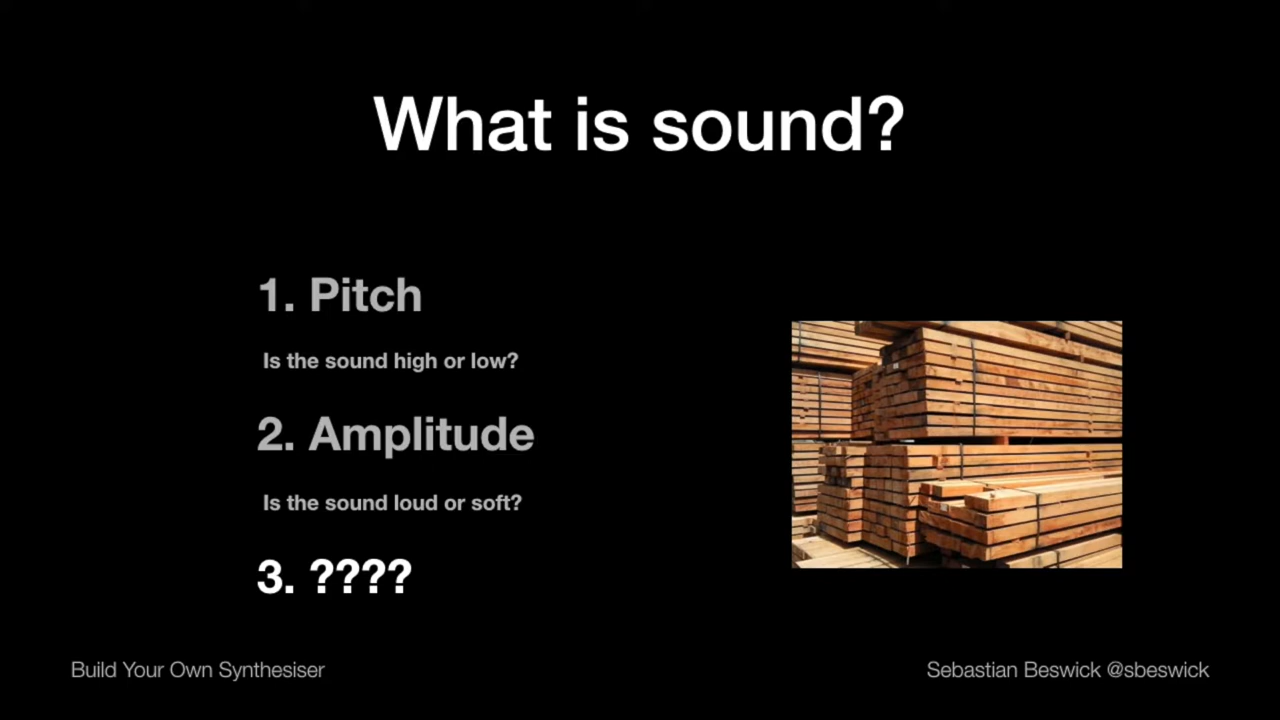 What is sound?
1. Pitch
Is the sound high or low?
2. Amplitude
Is the sound loud or soft?
3. ????
Build Your Own Synthesiser
Sebastian Beswick @sbeswick